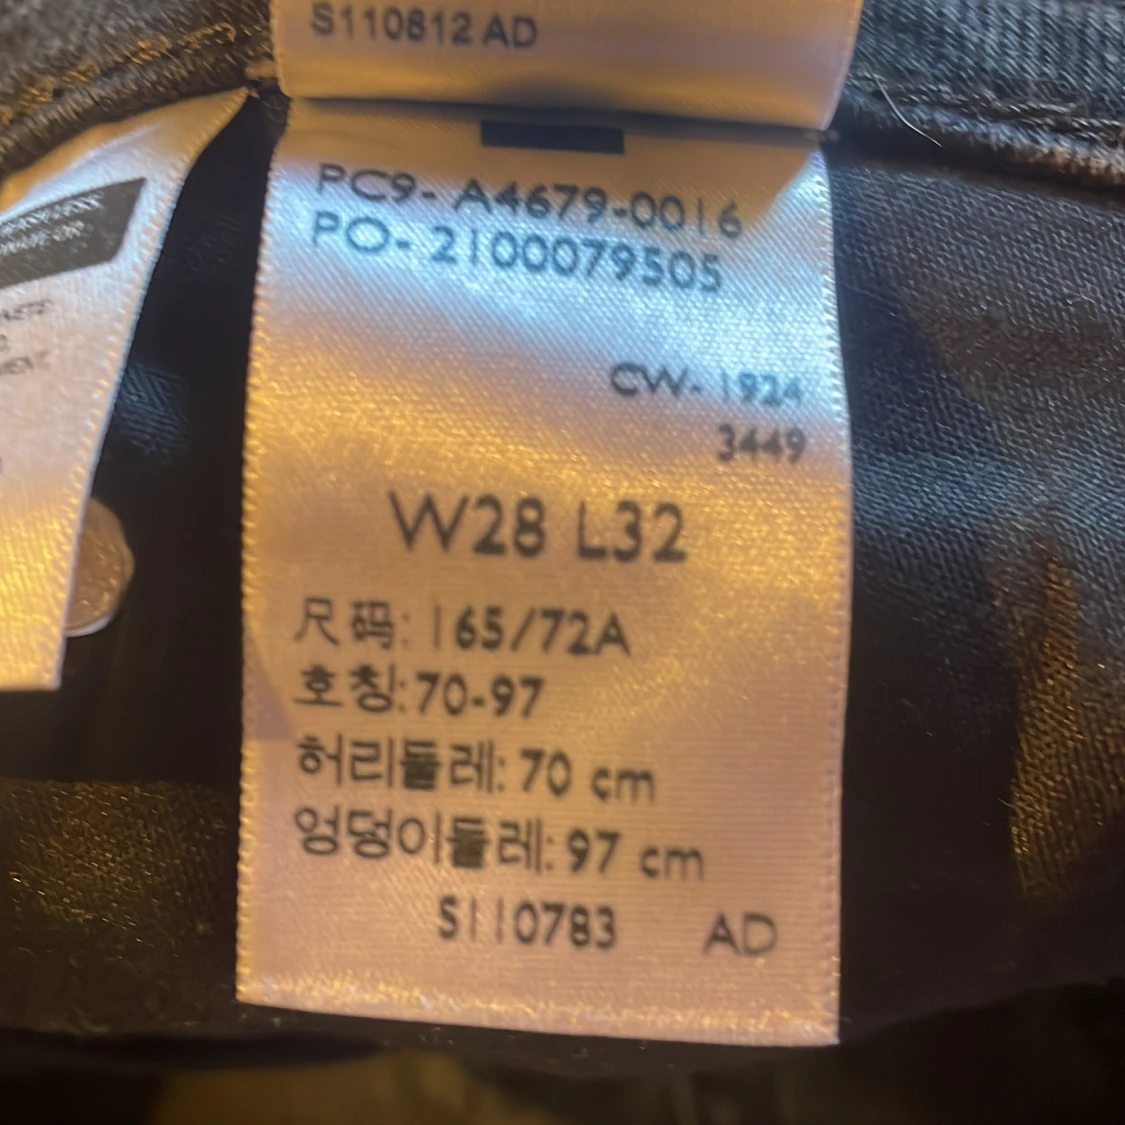 S110812 AD
PC9- A4679-0016
PO- 2100079505
CW- 1924
3449
W28 L32
尺码: 165/72A
호칭: 70-97
허리둘레: 70 cm
엉덩이둘레: 97 cm
S110783 AD